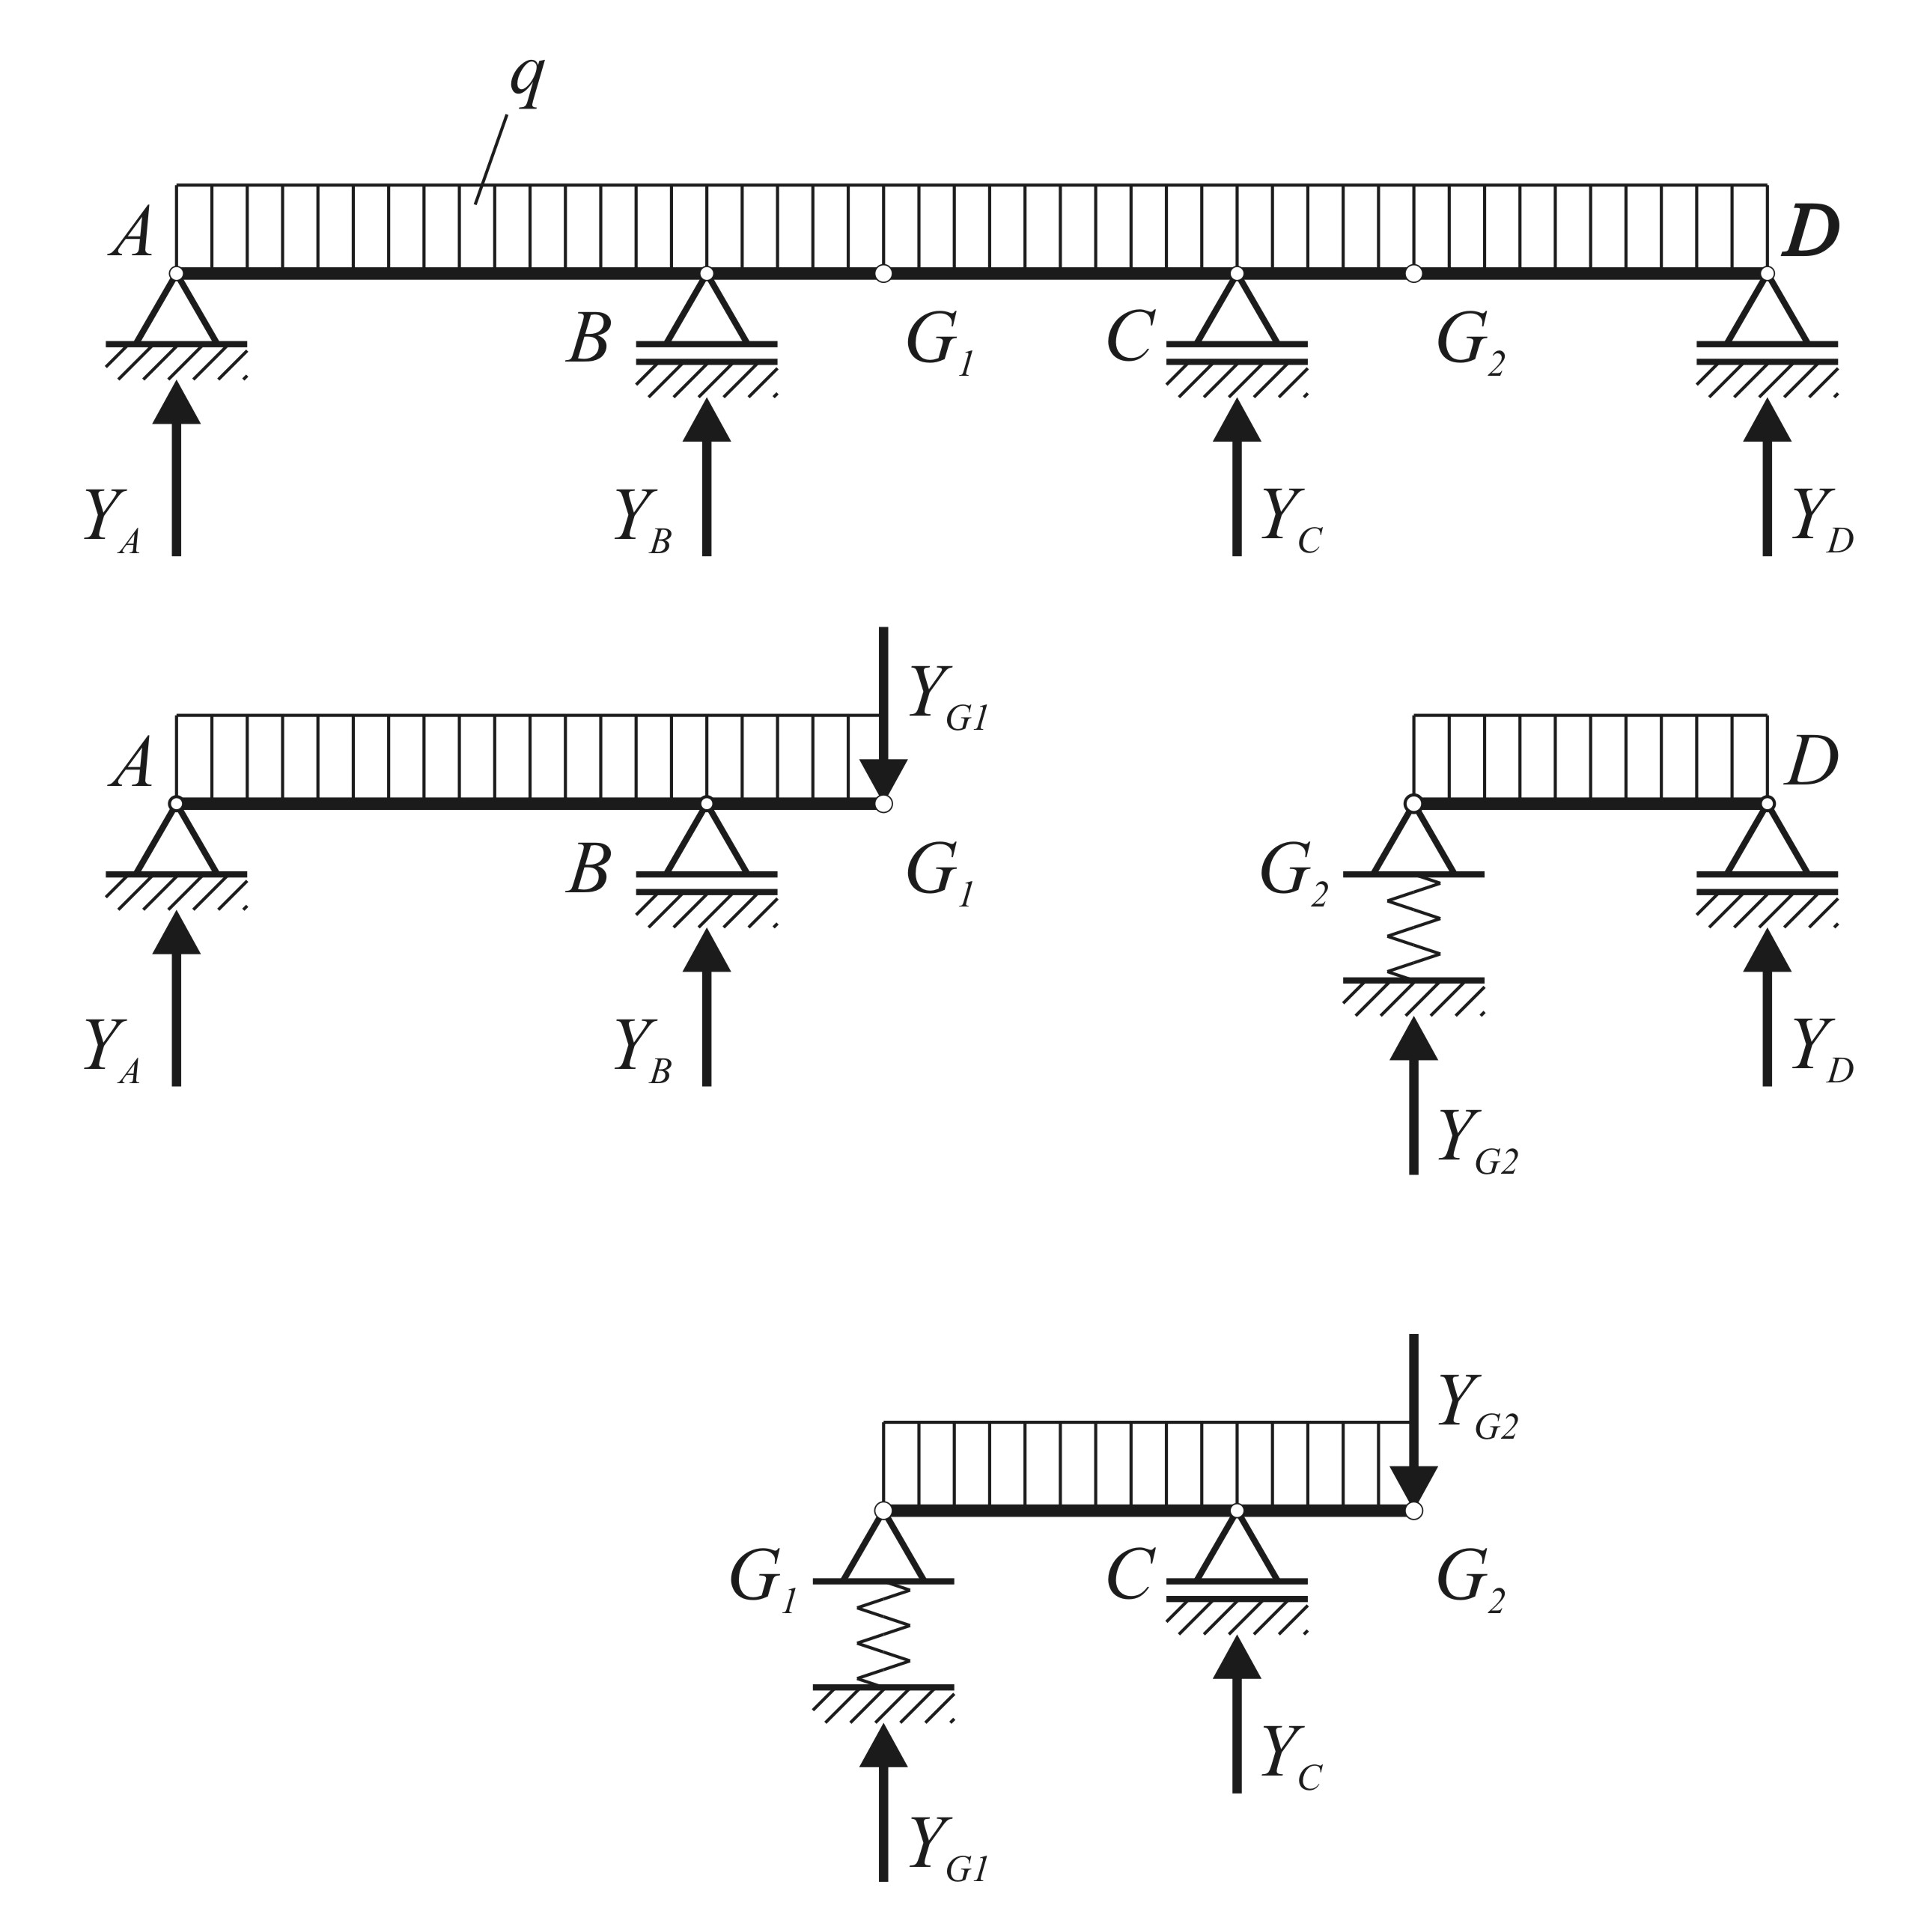 q
A D
B G1 C G2
YA YB YC YD
YG1
A D
B G1 G2
YA YB YD
YG2
YG2
G1 C G2
YC
YG1